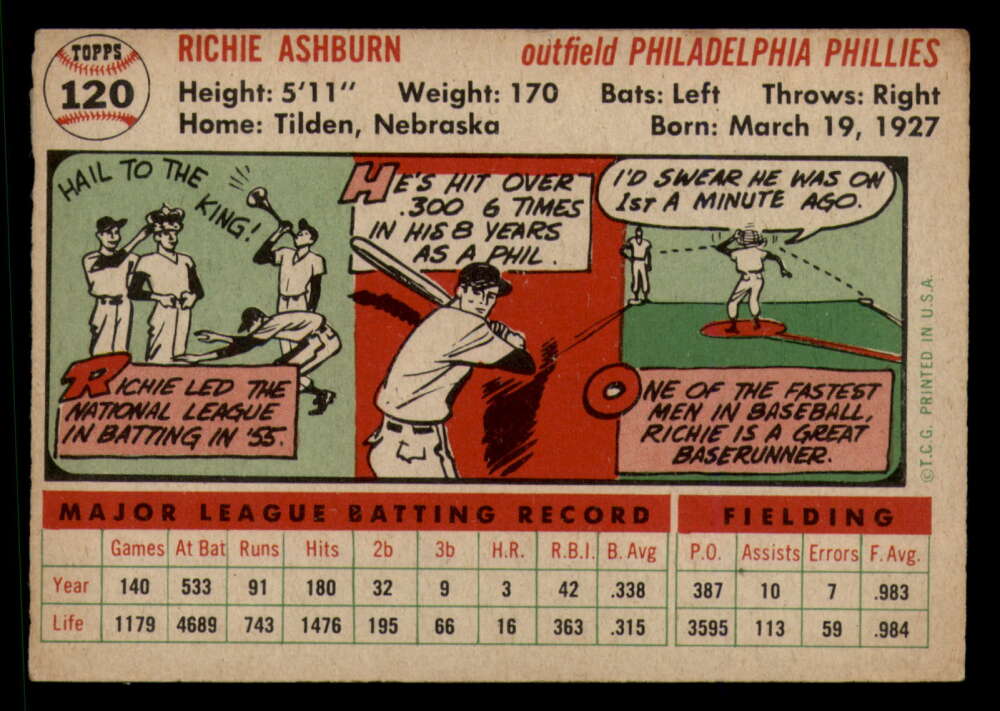 TOPPS
120
RICHIE ASHBURN outfield PHILADELPHIA PHILLIES
Height: 5'11" Weight: 170 Bats: Left Throws: Right
Home: Tilden, Nebraska Born: March 19, 1927
HAIL TO THE
KING!
RICHIE LED THE
NATIONAL LEAGUE
IN BATTING IN '55.
HE'S HIT OVER
.300 6 TIMES
IN HIS 8 YEARS
AS A PHIL.
I'D SWEAR HE WAS ON
1st A MINUTE AGO.
ONE OF THE FASTEST
MEN IN BASEBALL,
RICHIE IS A GREAT
BASERUNNER.
©T.C.G. PRINTED IN U.S.A.
MAJOR LEAGUE BATTING RECORD FIELDING
Games At Bat Runs Hits 2b 3b H.R. R.B.I. B. Avg P.O. Assists Errors F. Avg.
Year 140 533 91 180 32 9 3 42 .338 387 10 7 .983
Life 1179 4689 743 1476 195 66 16 363 .315 3595 113 59 .984